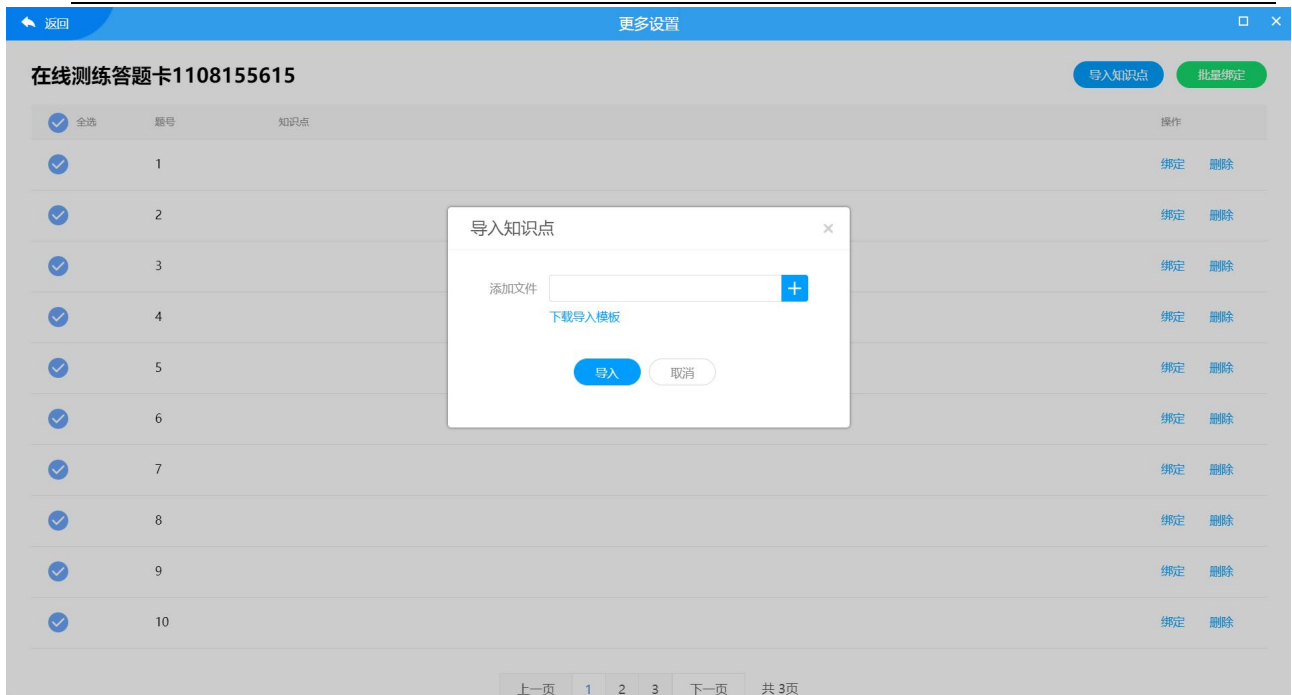 返回 更多设置
在线测练答题卡1108155615 导入知识点 批量绑定
全选 题号 知识点 操作
1 绑定 删除
2 绑定 删除
导入知识点
3 绑定 删除
添加文件
下载导入模板
4 绑定 删除
5 绑定 删除
导入 取消
6 绑定 删除
7 绑定 删除
8 绑定 删除
9 绑定 删除
10 绑定 删除
上一页 1 2 3 下一页 共 3页